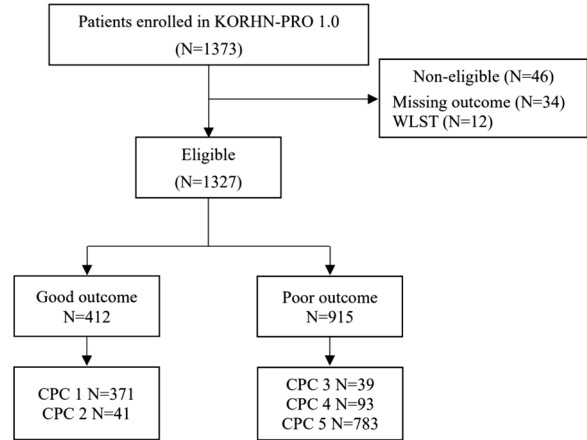 Patients enrolled in KORHN-PRO 1.0
(N=1373)
Non-eligible (N=46)
Missing outcome (N=34)
WLST (N=12)
Eligible
(N=1327)
Good outcome
N=412
Poor outcome
N=915
CPC 1 N=371
CPC 2 N=41
CPC 3 N=39
CPC 4 N=93
CPC 5 N=783